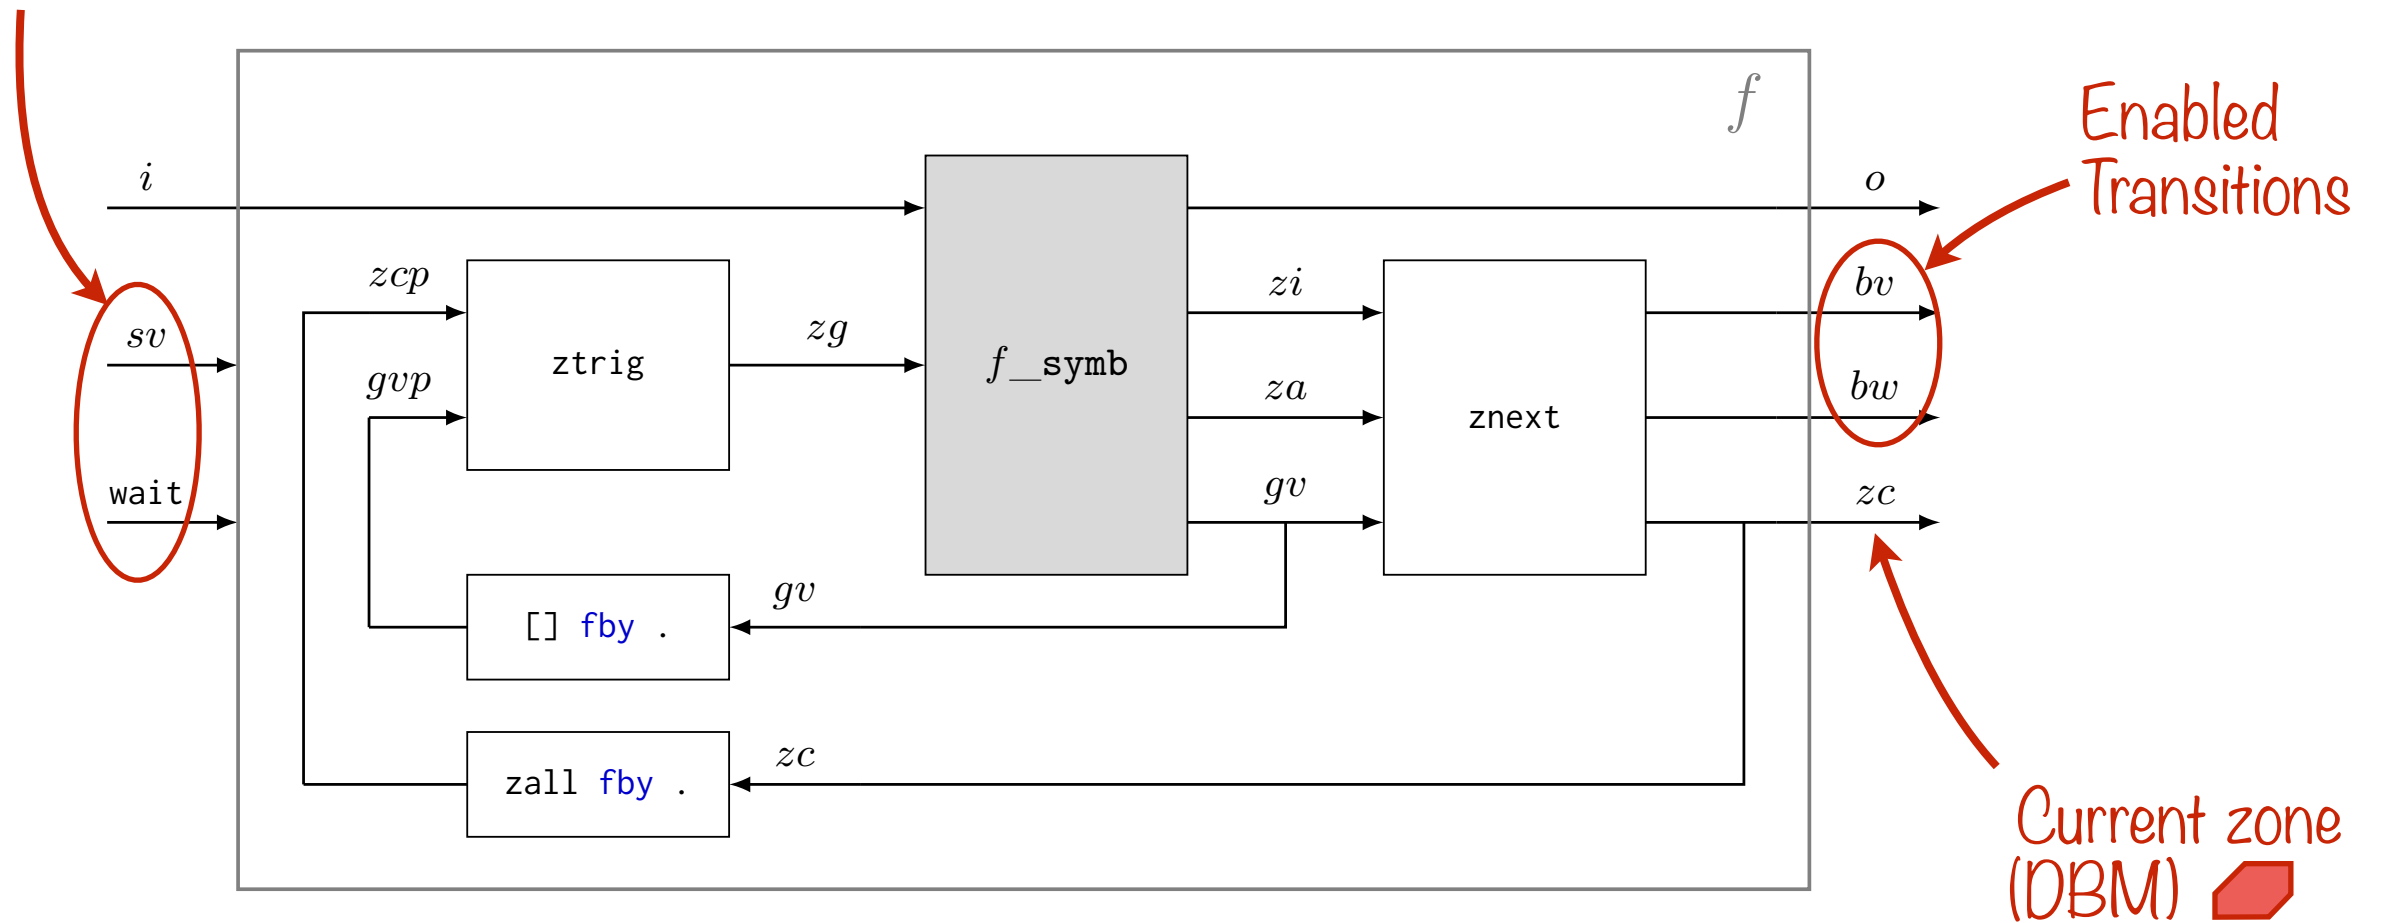 f
Enabled
Transitions
i
o
zcp
zi
bv
sv
zg
ztrig
f_symb
gvp
za
bw
znext
wait
gv
zc
[] fby .
gv
zall fby .
zc
Current zone
(DBM)